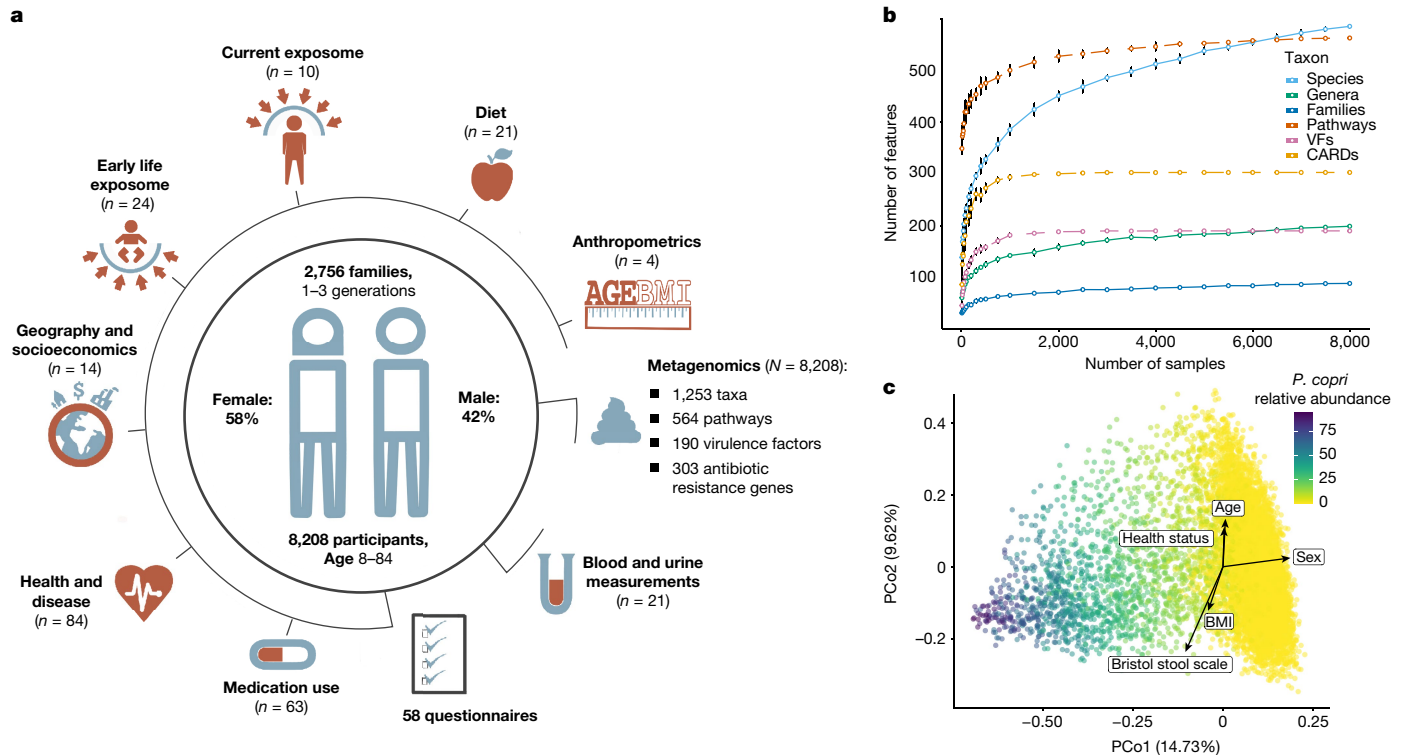 a
Current exposome
(n = 10)
Diet
(n = 21)
Early life
exposome
(n = 24)
Anthropometrics
(n = 4)
AGEBMI
2,756 families,
1–3 generations
Geography and
socioeconomics
(n = 14)
$
Female:
58%
Male:
42%
Metagenomics (N = 8,208):
1,253 taxa
564 pathways
190 virulence factors
303 antibiotic
resistance genes
8,208 participants,
Age 8–84
Blood and urine
measurements
(n = 21)
Health and
disease
(n = 84)
Medication use
(n = 63)
58 questionnaires
b
Number of features
500
400
300
200
100
0
2,000
4,000
6,000
8,000
Number of samples
Taxon
Species
Genera
Families
Pathways
VFs
CARDs
c
P. copri
relative abundance
75
50
25
0
PCo2 (9.62%)
0.4
0.2
0
−0.2
Age
Health status
Sex
BMI
Bristol stool scale
−0.50
−0.25
0
0.25
PCo1 (14.73%)